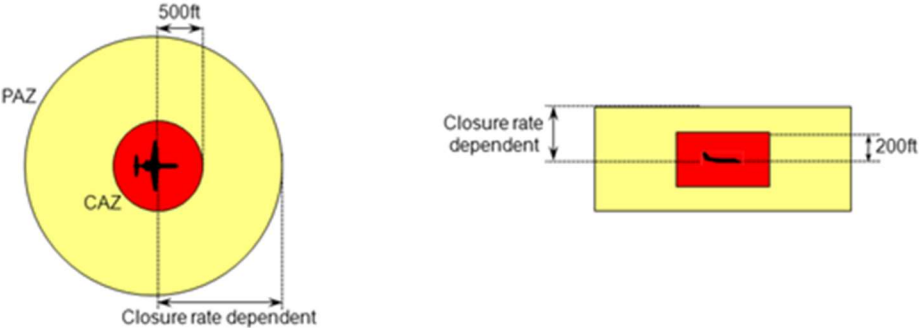 500ft
PAZ
CAZ
Closure rate dependent
Closure rate
dependent
200ft